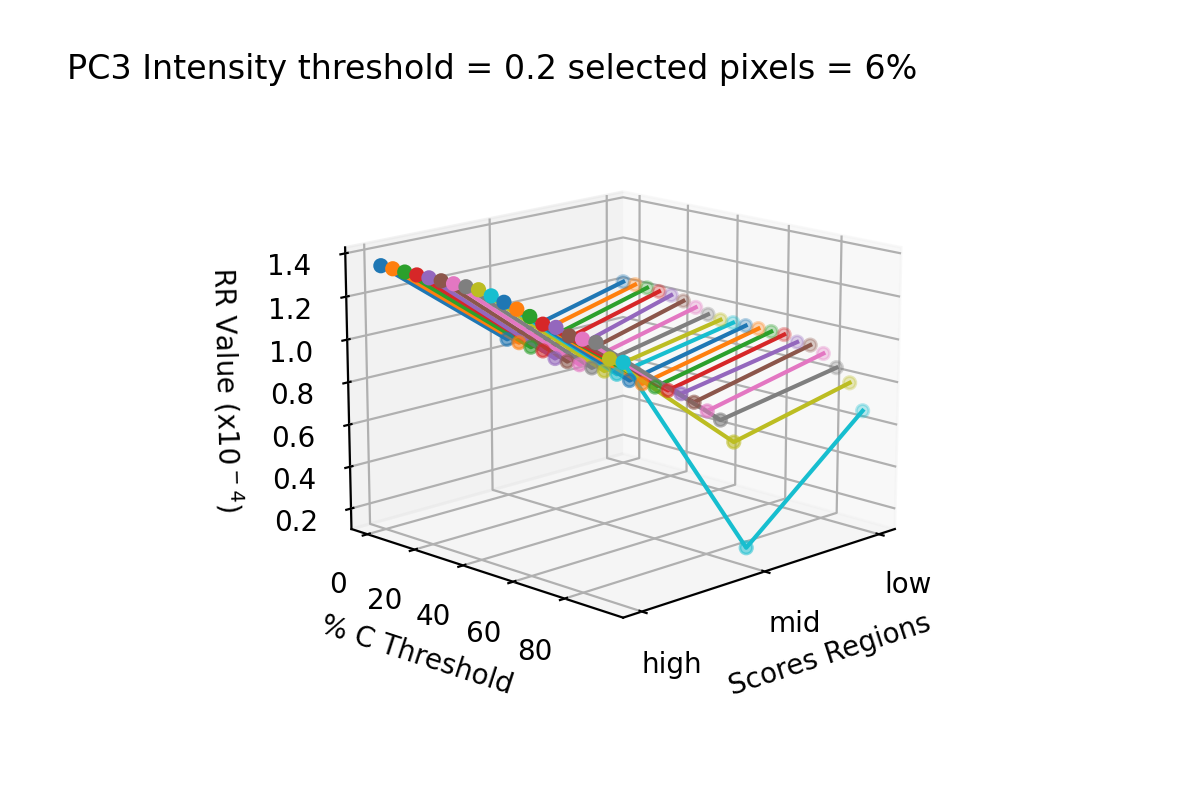 PC3 Intensity threshold = 0.2 selected pixels = 6%
RR Value (x10⁻⁴)
1.4
1.2
1.0
0.8
0.6
0.4
0.2
0
20
40
60
80
% C Threshold
high
mid
low
Scores Regions